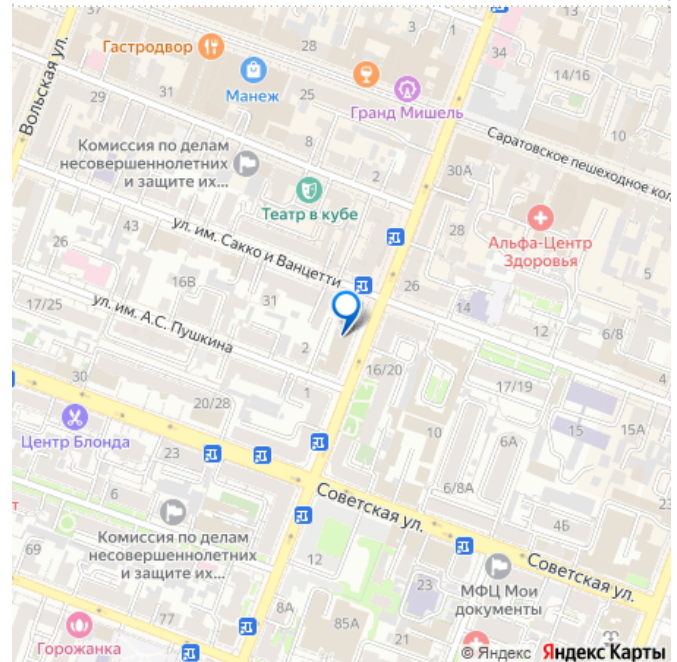 Гастродвор
28
3
1
34
14/16
Вольская ул.
29
31
Манеж
25
Гранд Мишель
10
Саратовское пешеходное кол
Комиссия по делам
несовершеннолетних
и защите их...
8
2
30А
Театр в кубе
28
Альфа-Центр
Здоровья
5
26
43
ул. им. Сакко и Ванцетти
16В
31
26
14
12
6/8
4
17/25
ул. им. А.С. Пушкина
2
1
16/20
17/19
30
20/28
15
15А
Центр Блонда
23
10
6А
6
6/8А
4Б
23
Советская ул.
Советская ул.
т
69
Комиссия по делам
несовершеннолетних
и защите их...
12
МФЦ Мои
документы
23
77
8А
85А
21
Горожанка
© Яндекс Яндекс Карты